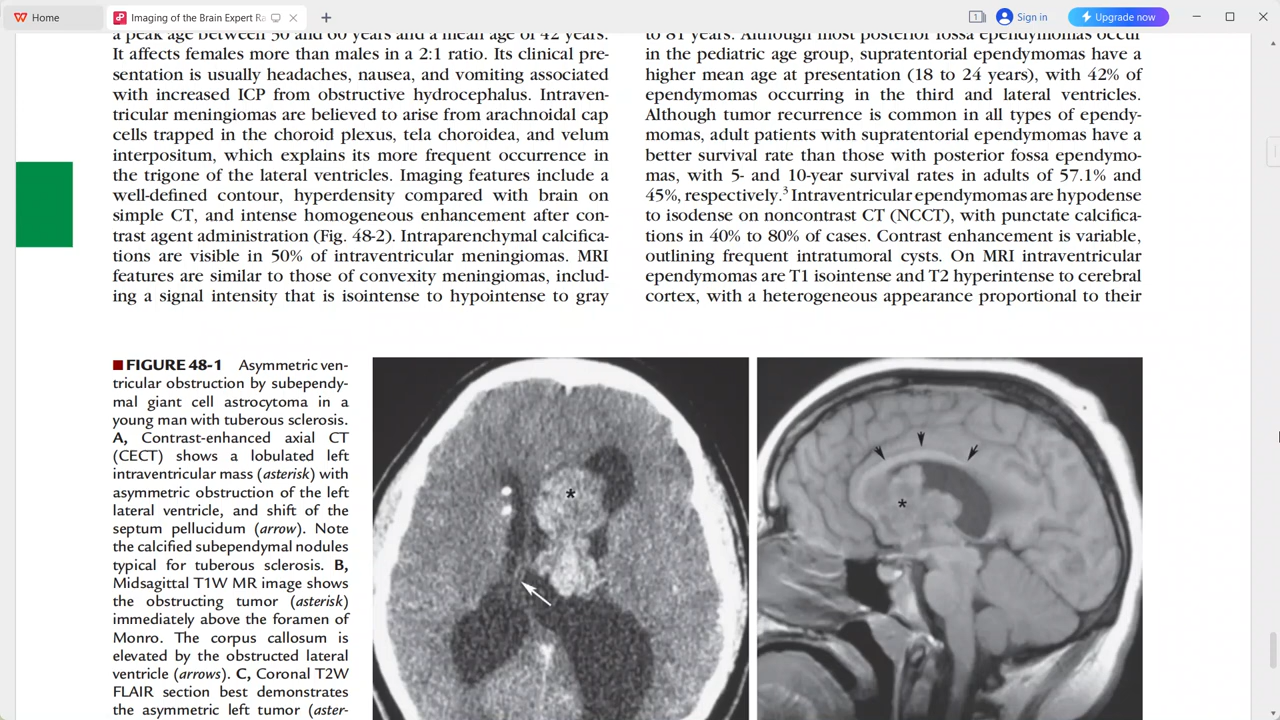 Home
Imaging of the Brain Expert Ra
Sign in
Upgrade now
a peak age between 50 and 60 years and a mean age of 42 years.
It affects females more than males in a 2:1 ratio. Its clinical pre-
sentation is usually headaches, nausea, and vomiting associated
with increased ICP from obstructive hydrocephalus. Intraven-
tricular meningiomas are believed to arise from arachnoidal cap
cells trapped in the choroid plexus, tela choroidea, and velum
interpositum, which explains its more frequent occurrence in
the trigone of the lateral ventricles. Imaging features include a
well-defined contour, hyperdensity compared with brain on
simple CT, and intense homogeneous enhancement after con-
trast agent administration (Fig. 48-2). Intraparenchymal calcifica-
tions are visible in 50% of intraventricular meningiomas. MRI
features are similar to those of convexity meningiomas, includ-
ing a signal intensity that is isointense to hypointense to gray
to 81 years. Although most posterior fossa ependymomas occur
in the pediatric age group, supratentorial ependymomas have a
higher mean age at presentation (18 to 24 years), with 42% of
ependymomas occurring in the third and lateral ventricles.
Although tumor recurrence is common in all types of ependy-
momas, adult patients with supratentorial ependymomas have a
better survival rate than those with posterior fossa ependymo-
mas, with 5- and 10-year survival rates in adults of 57.1% and
45%, respectively.3 Intraventricular ependymomas are hypodense
to isodense on noncontrast CT (NCCT), with punctate calcifica-
tions in 40% to 80% of cases. Contrast enhancement is variable,
outlining frequent intratumoral cysts. On MRI intraventricular
ependymomas are T1 isointense and T2 hyperintense to cerebral
cortex, with a heterogeneous appearance proportional to their
■ FIGURE 48-1 Asymmetric ven-
tricular obstruction by subependy-
mal giant cell astrocytoma in a
young man with tuberous sclerosis.
A, Contrast-enhanced axial CT
(CECT) shows a lobulated left
intraventricular mass (asterisk) with
asymmetric obstruction of the left
lateral ventricle, and shift of the
septum pellucidum (arrow). Note
the calcified subependymal nodules
typical for tuberous sclerosis. B,
Midsagittal T1W MR image shows
the obstructing tumor (asterisk)
immediately above the foramen of
Monro. The corpus callosum is
elevated by the obstructed lateral
ventricle (arrows). C, Coronal T2W
FLAIR section best demonstrates
the asymmetric left tumor (aster-
*
*